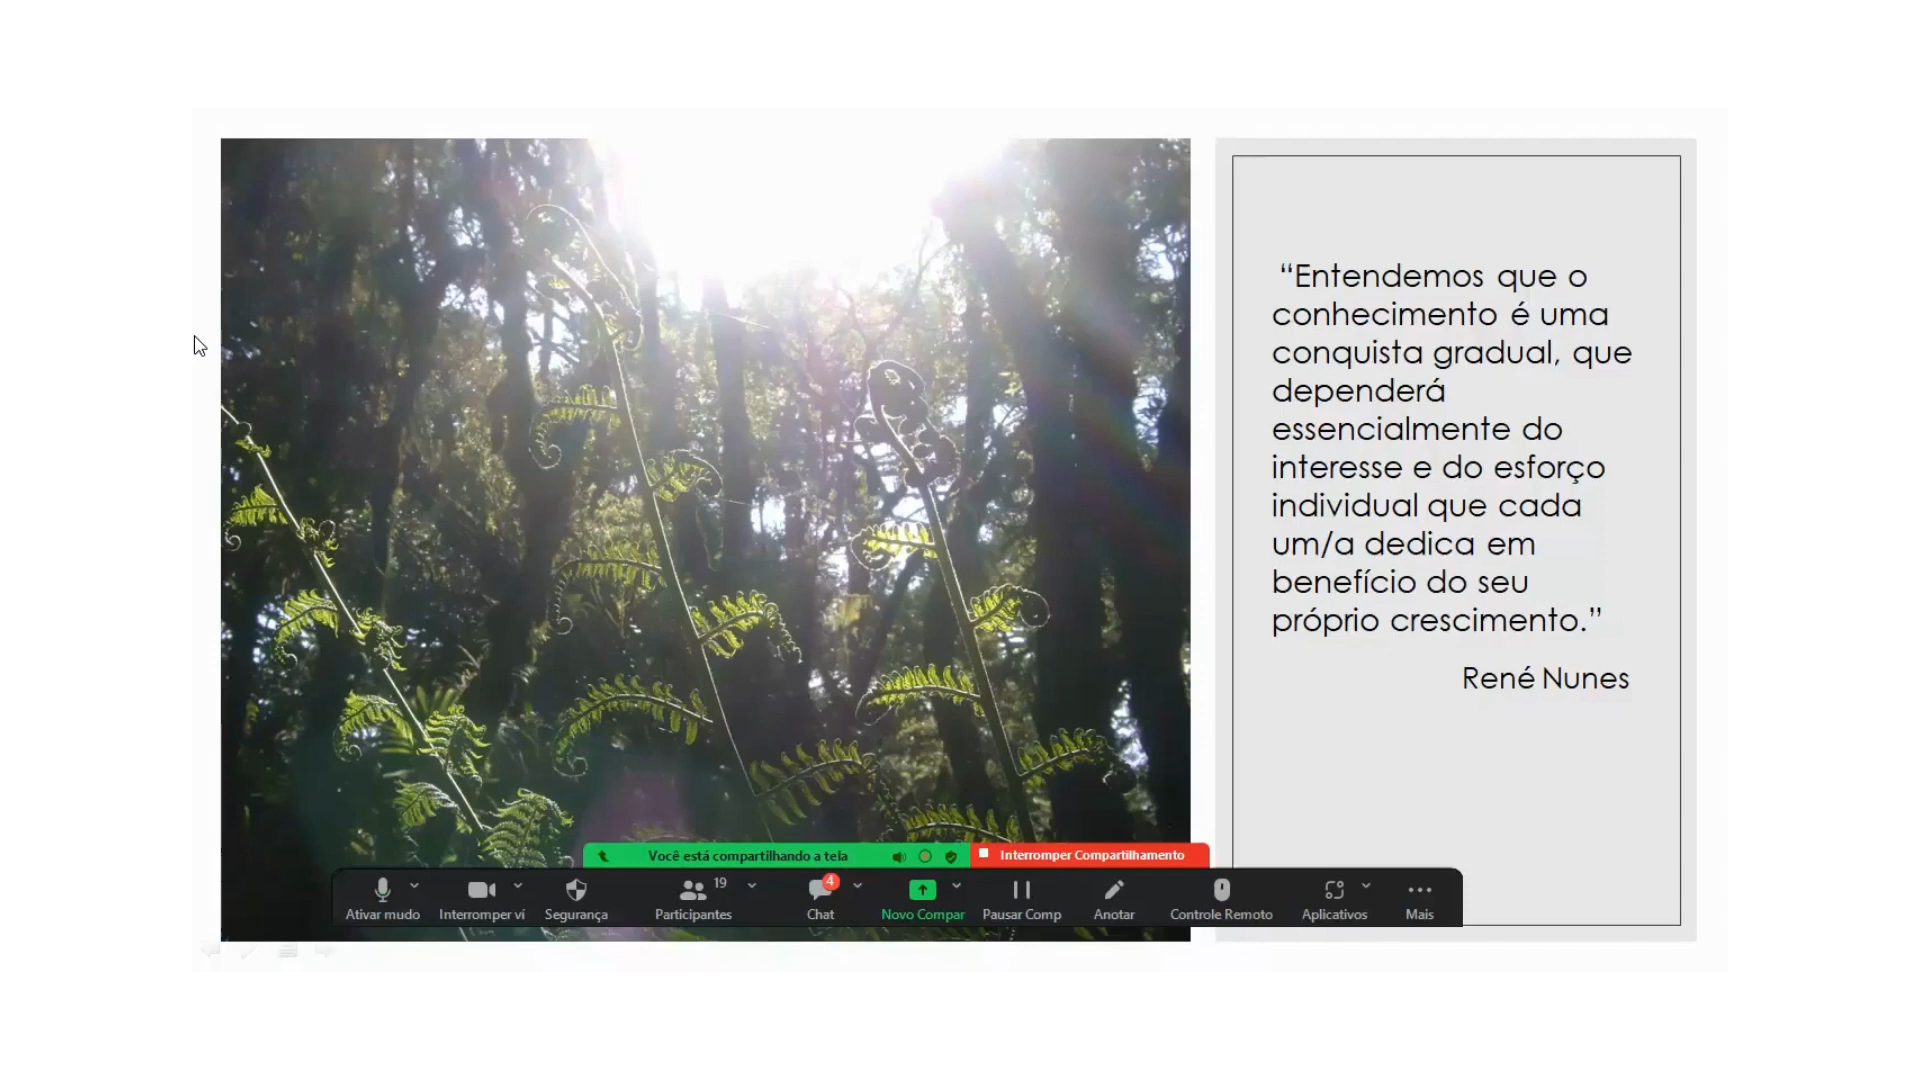 “Entendemos que o
conhecimento é uma
conquista gradual, que
dependerá
essencialmente do
interesse e do esforço
individual que cada
um/a dedica em
benefício do seu
próprio crescimento.”
René Nunes
Você está compartilhando a tela
Interromper Compartilhamento
Ativar mudo
Interromper ví
Segurança
19
Participantes
4
Chat
Novo Compar
Pausar Comp
Anotar
Controle Remoto
Aplicativos
Mais